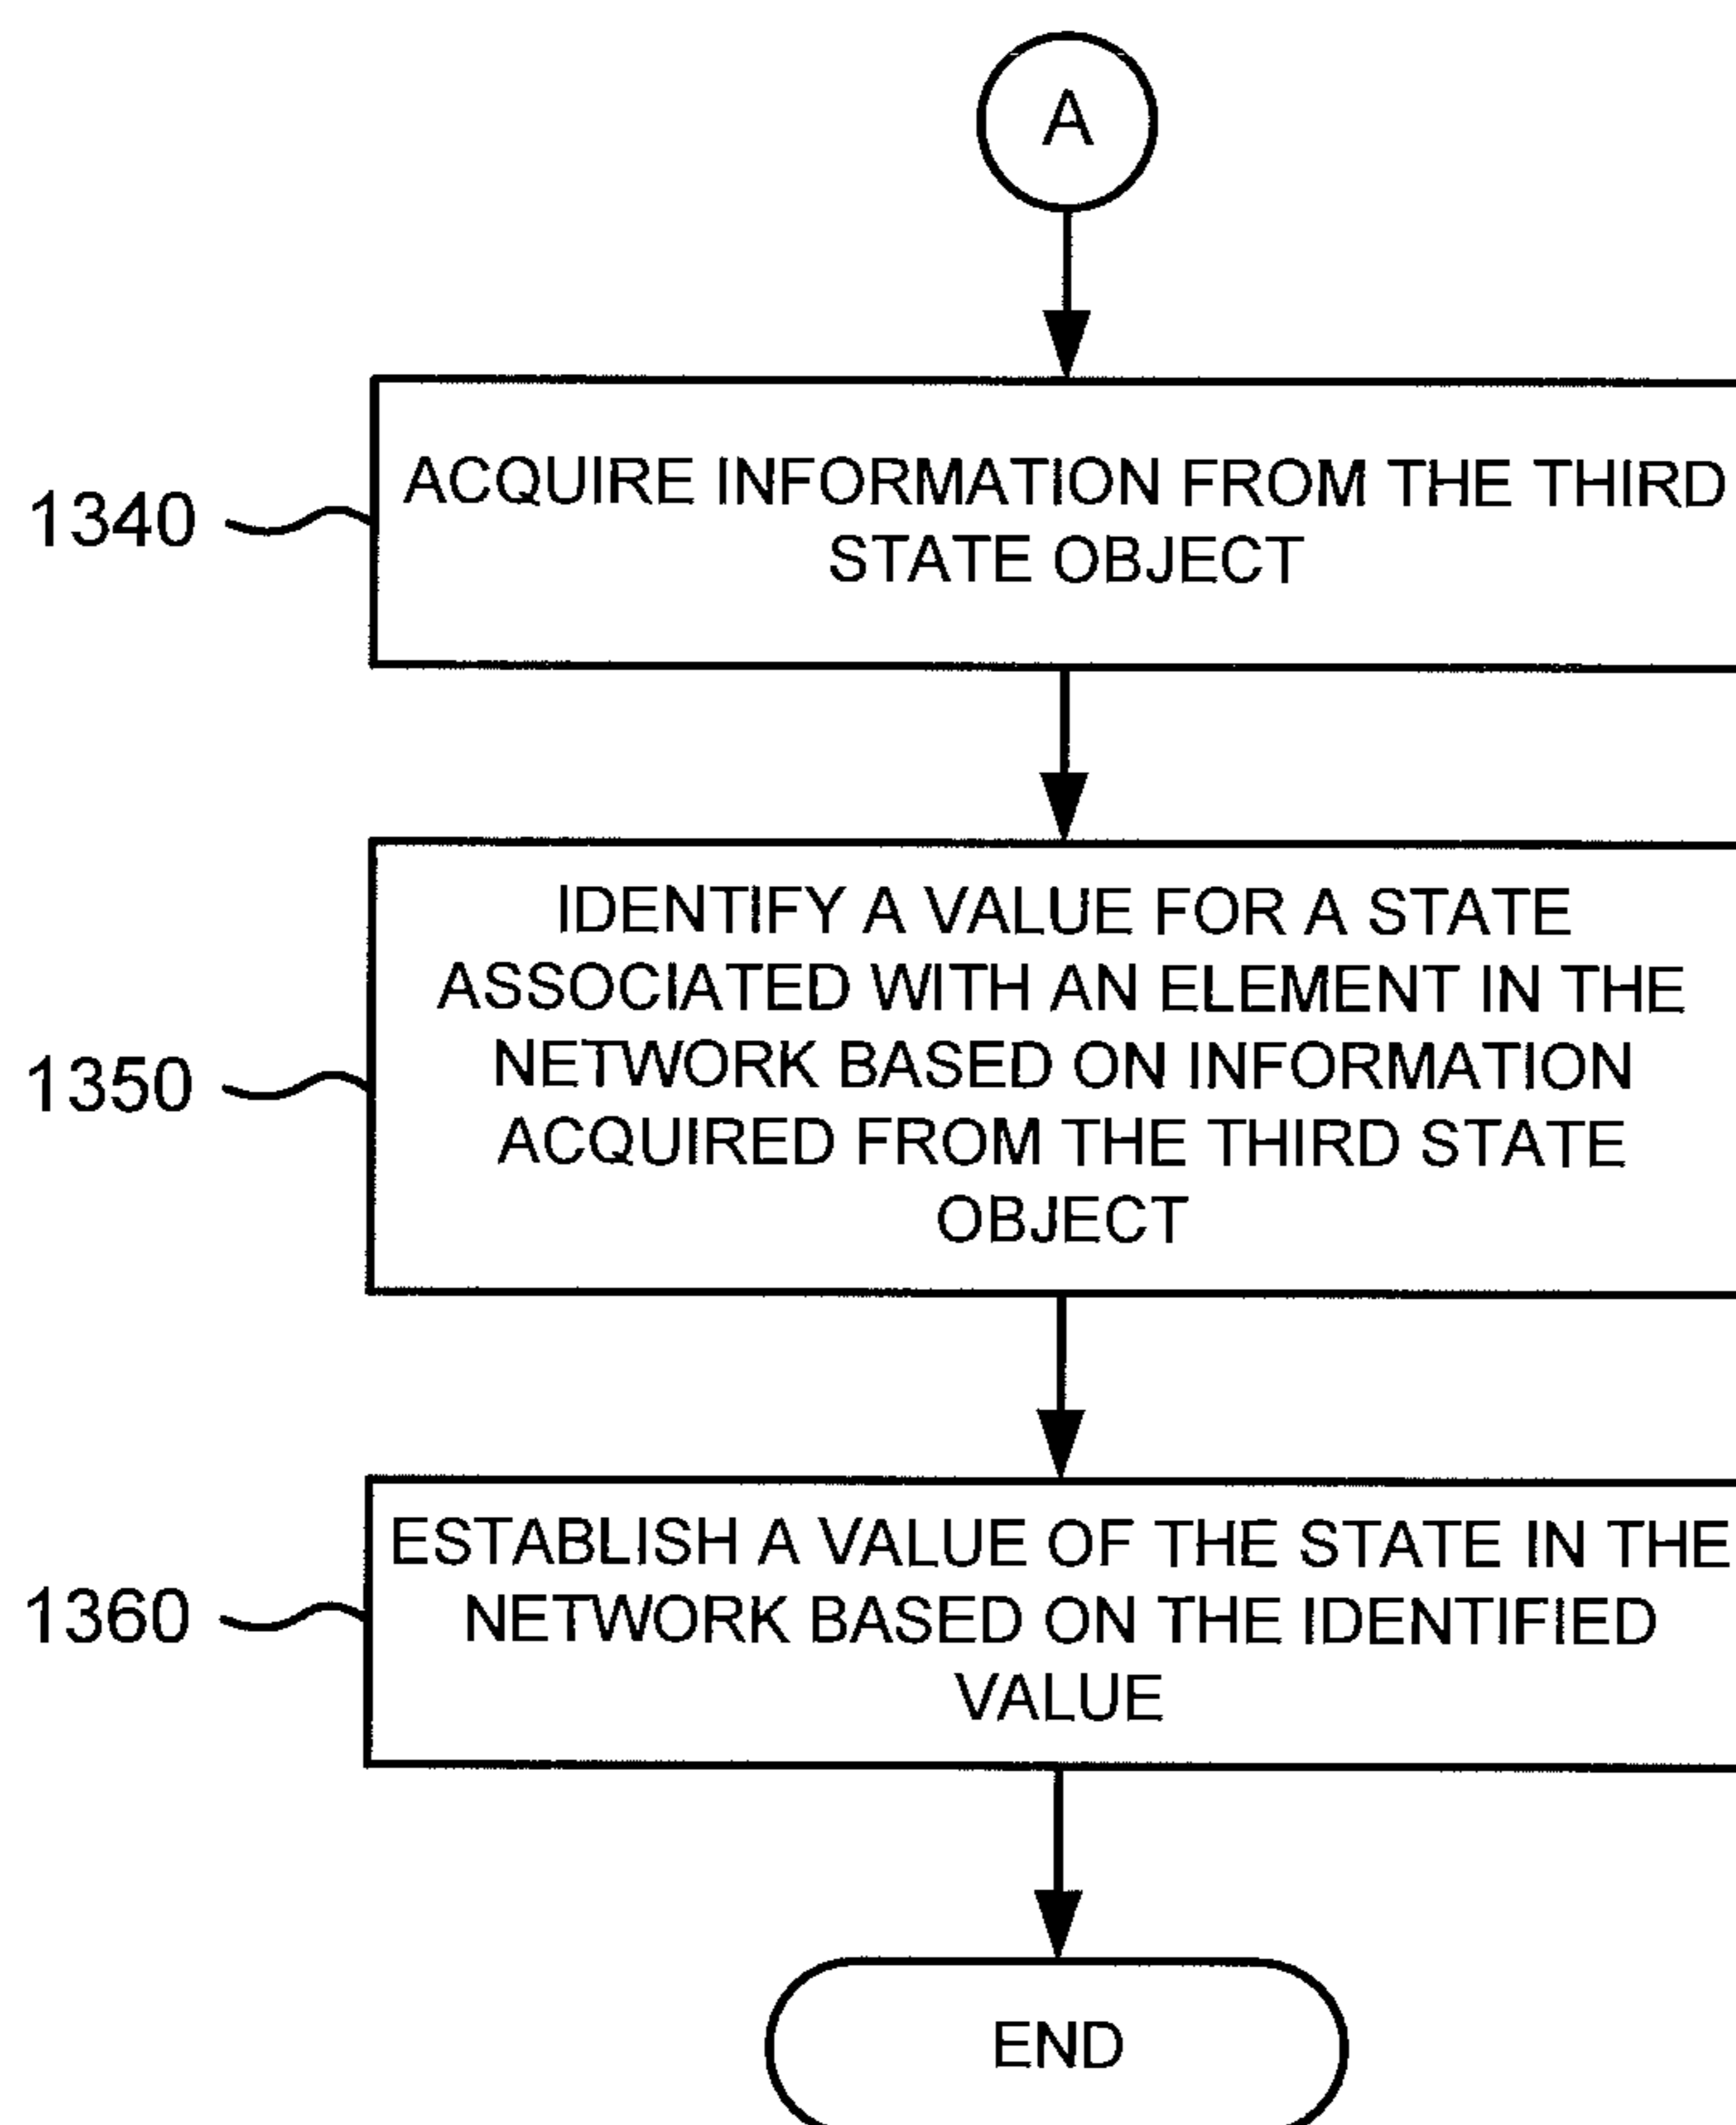 A
1340
ACQUIRE INFORMATION FROM THE THIRD
STATE OBJECT
1350
IDENTIFY A VALUE FOR A STATE
ASSOCIATED WITH AN ELEMENT IN THE
NETWORK BASED ON INFORMATION
ACQUIRED FROM THE THIRD STATE
OBJECT
1360
ESTABLISH A VALUE OF THE STATE IN THE
NETWORK BASED ON THE IDENTIFIED
VALUE
END